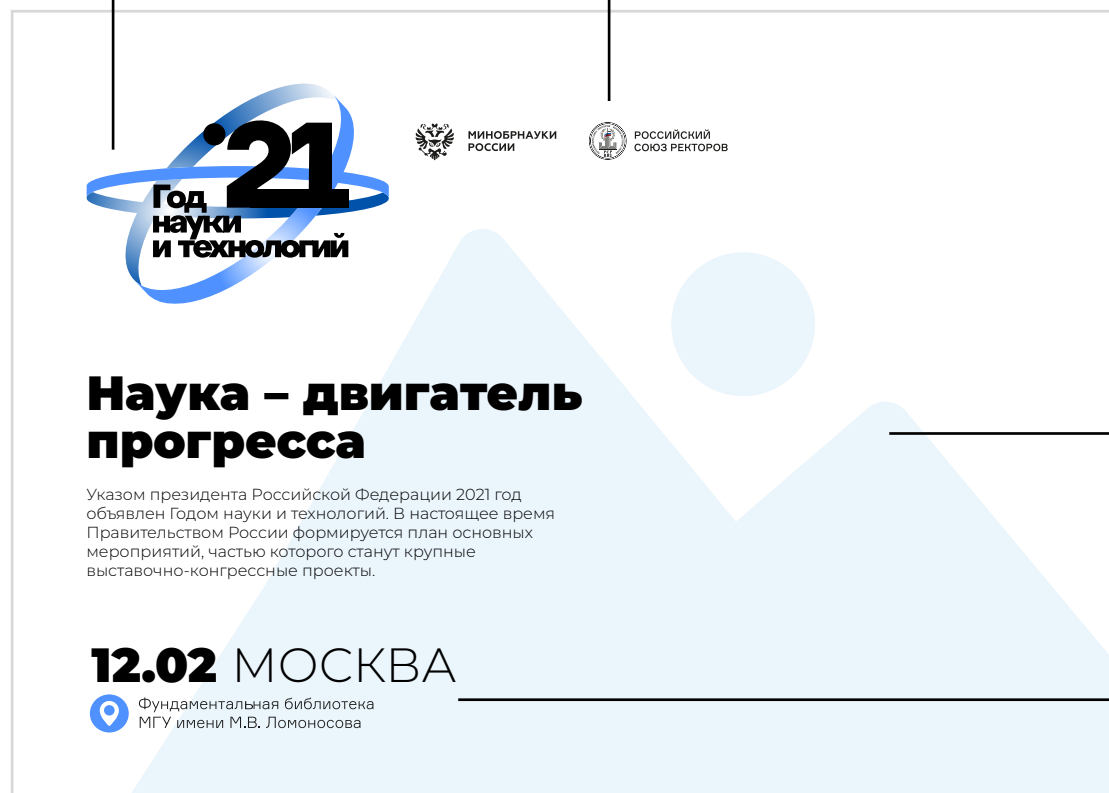 '21
Год
науки
и технологий
МИНОБРНАУКИ
РОССИИ
РОССИЙСКИЙ
СОЮЗ РЕКТОРОВ
Наука – двигатель
прогресса
Указом президента Российской Федерации 2021 год
объявлен Годом науки и технологий. В настоящее время
Правительством России формируется план основных
мероприятий, частью которого станут крупные
выставочно-конгрессные проекты.
12.02 МОСКВА
Фундаментальная библиотека
МГУ имени М.В. Ломоносова